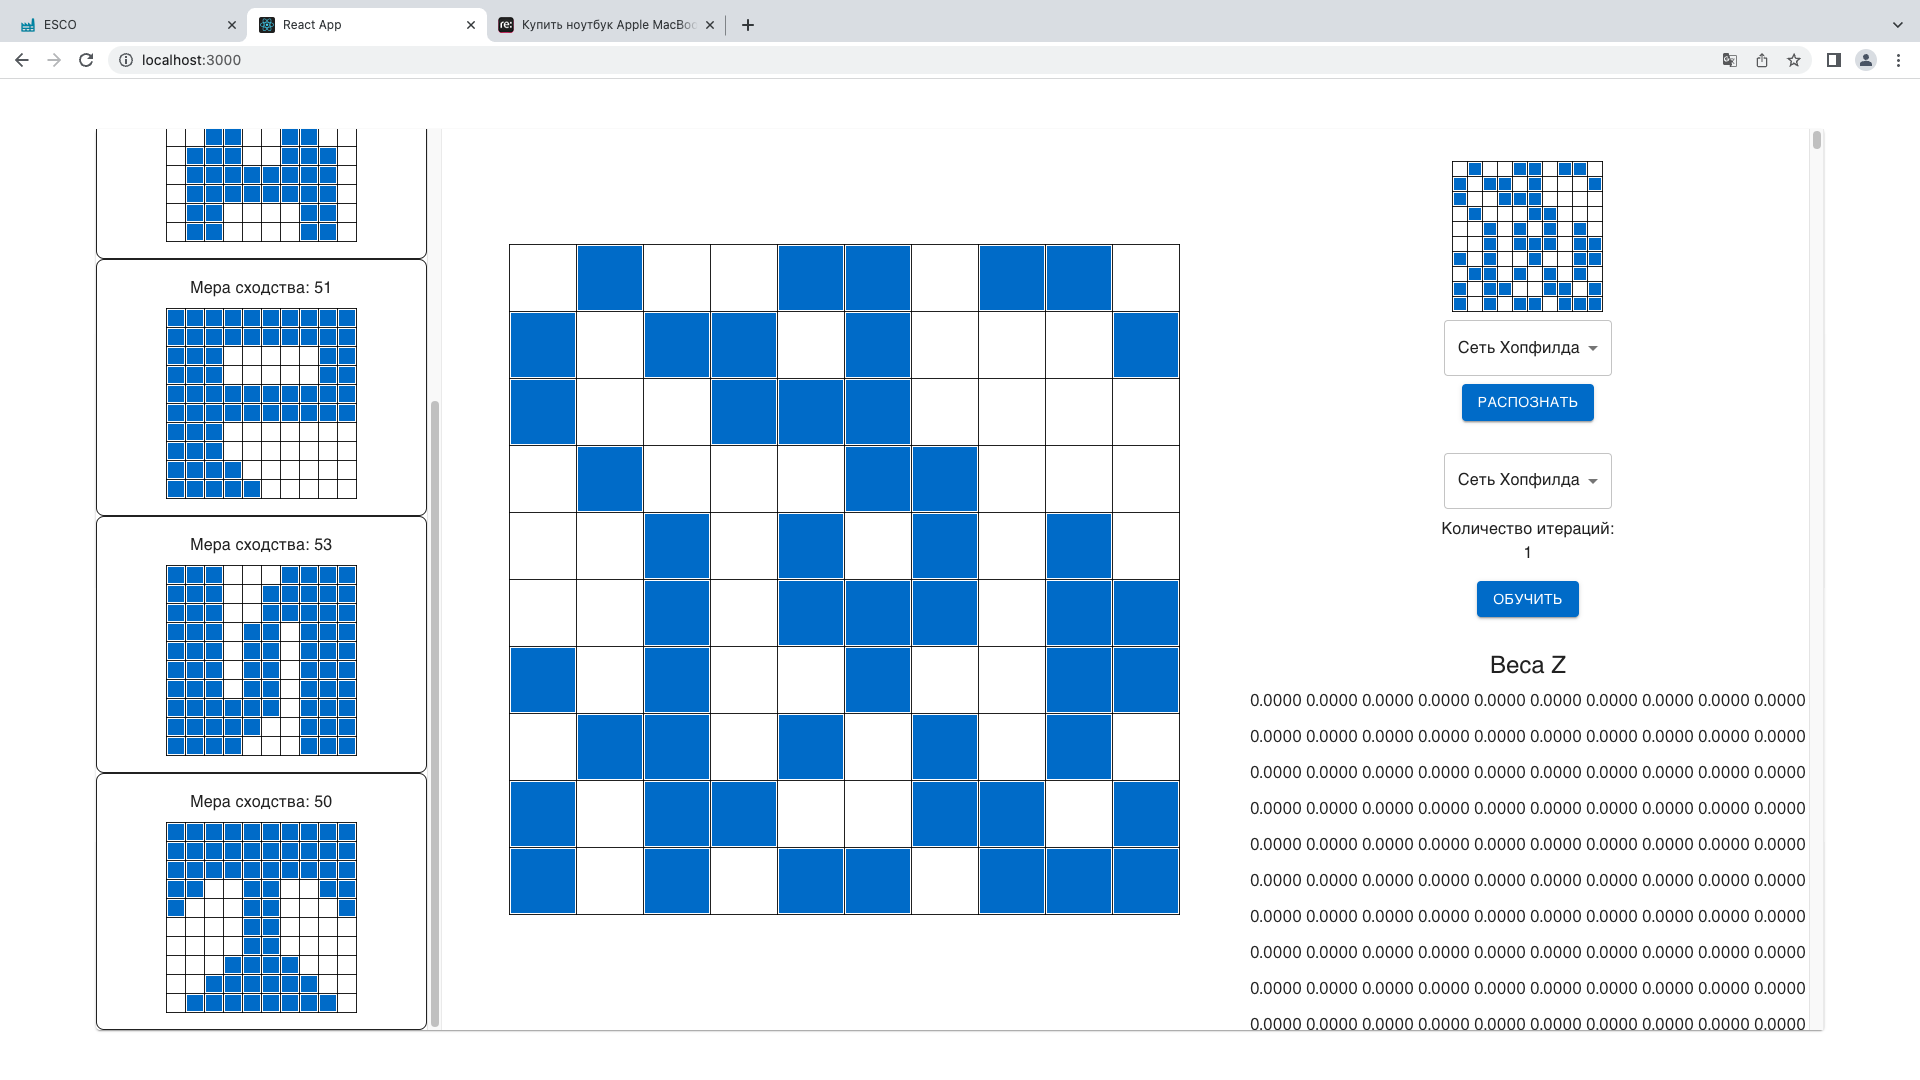 ESCO
React App
re:
Купить ноутбук Apple MacBo
localhost:3000
Мера сходства: 51
Мера сходства: 53
Мера сходства: 50
Сеть Хопфилда
РАСПОЗНАТЬ
Сеть Хопфилда
Количество итераций:
1
ОБУЧИТЬ
Веса Z
0.0000 0.0000 0.0000 0.0000 0.0000 0.0000 0.0000 0.0000 0.0000 0.0000
0.0000 0.0000 0.0000 0.0000 0.0000 0.0000 0.0000 0.0000 0.0000 0.0000
0.0000 0.0000 0.0000 0.0000 0.0000 0.0000 0.0000 0.0000 0.0000 0.0000
0.0000 0.0000 0.0000 0.0000 0.0000 0.0000 0.0000 0.0000 0.0000 0.0000
0.0000 0.0000 0.0000 0.0000 0.0000 0.0000 0.0000 0.0000 0.0000 0.0000
0.0000 0.0000 0.0000 0.0000 0.0000 0.0000 0.0000 0.0000 0.0000 0.0000
0.0000 0.0000 0.0000 0.0000 0.0000 0.0000 0.0000 0.0000 0.0000 0.0000
0.0000 0.0000 0.0000 0.0000 0.0000 0.0000 0.0000 0.0000 0.0000 0.0000
0.0000 0.0000 0.0000 0.0000 0.0000 0.0000 0.0000 0.0000 0.0000 0.0000
0.0000 0.0000 0.0000 0.0000 0.0000 0.0000 0.0000 0.0000 0.0000 0.0000